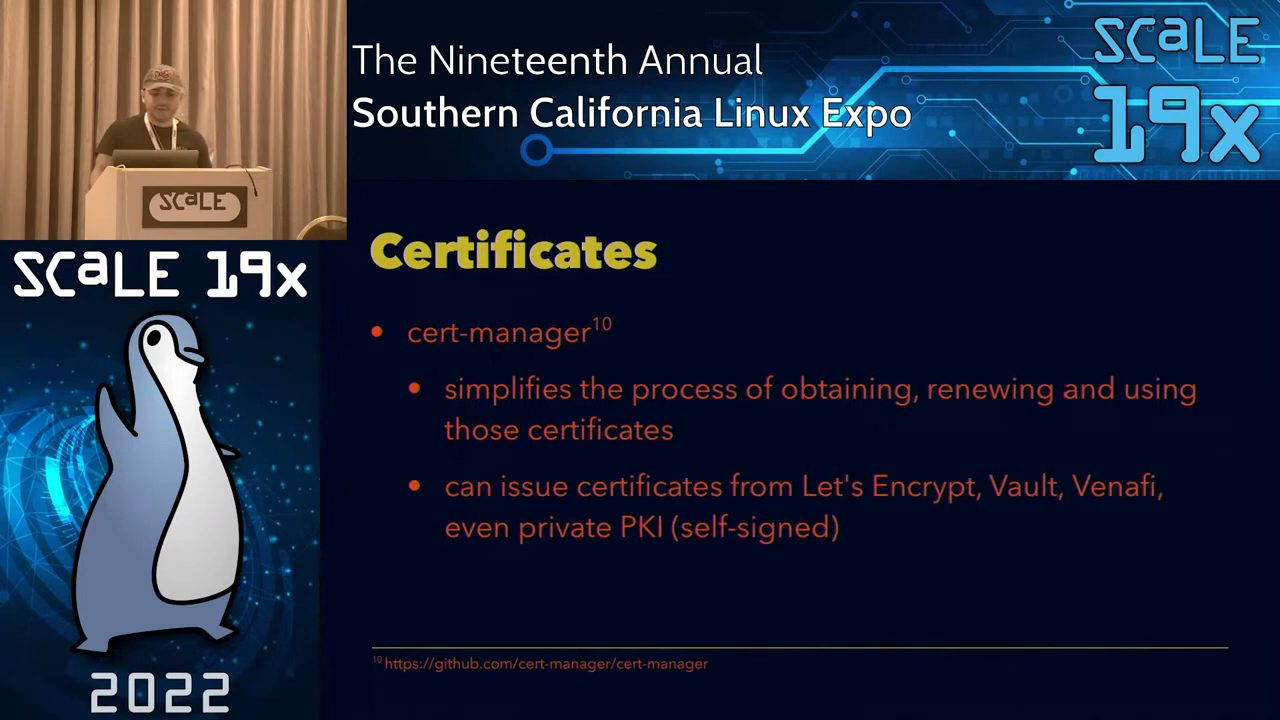 The Nineteenth Annual
Southern California Linux Expo
SCaLE
19x
SCaLE
SCaLE 19x
2022
Certificates
• cert-manager10
• simplifies the process of obtaining, renewing and using
those certificates
• can issue certificates from Let's Encrypt, Vault, Venafi,
even private PKI (self-signed)
10 https://github.com/cert-manager/cert-manager